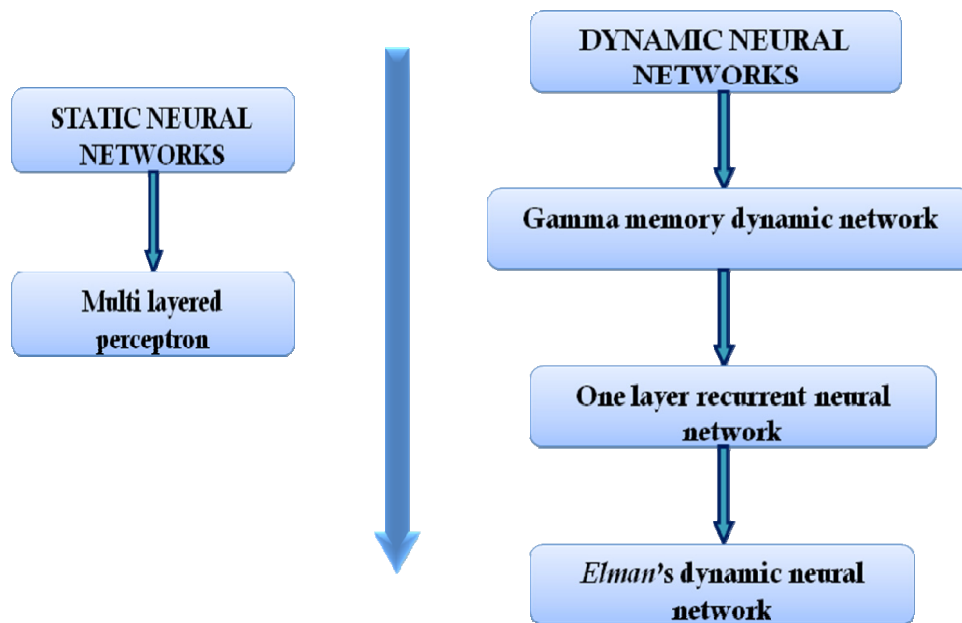 STATIC NEURAL
NETWORKS
Multi layered
perceptron
DYNAMIC NEURAL
NETWORKS
Gamma memory dynamic network
One layer recurrent neural
network
Elman's dynamic neural
network